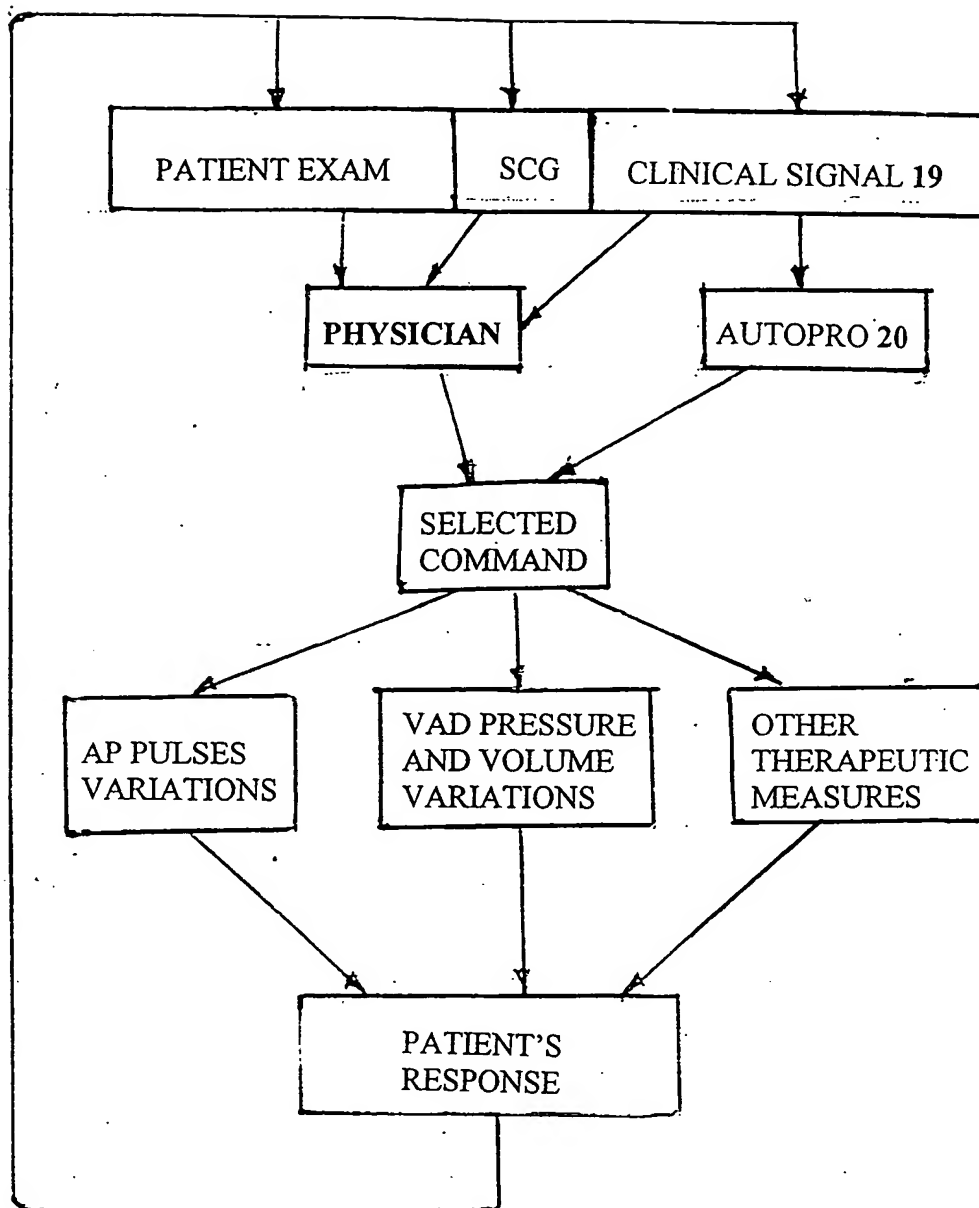 PATIENT EXAM
SCG
CLINICAL SIGNAL 19
PHYSICIAN
AUTOPRO 20
SELECTED
COMMAND
AP PULSES
VARIATIONS
VAD PRESSURE
AND VOLUME
VARIATIONS
OTHER
THERAPEUTIC
MEASURES
PATIENT'S
RESPONSE